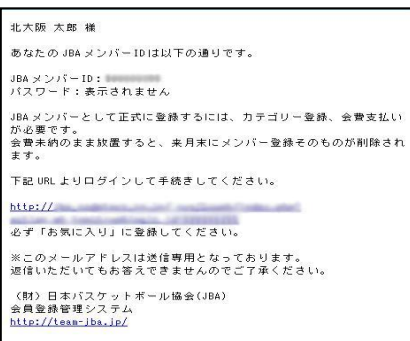 北大阪 太郎 様
あなたの JBA メンバーIDは以下の通りです。
JBA メンバーID：
パスワード：表示されません
JBA メンバーとして正式に登録するには、カテゴリー登録、会費支払い
が必要です。
会費未納のまま放置すると、来月末にメンバー登録そのものが削除され
ます。
下記 URL よりログインして手続きしてください。
http://
必ず「お気に入り」に登録してください。
※このメールアドレスは送信専用となっております。
返信いただいてもお答えできませんのでご了承ください。
（財）日本バスケットボール協会(JBA)
会員登録管理システム
http://team-jba.jp/